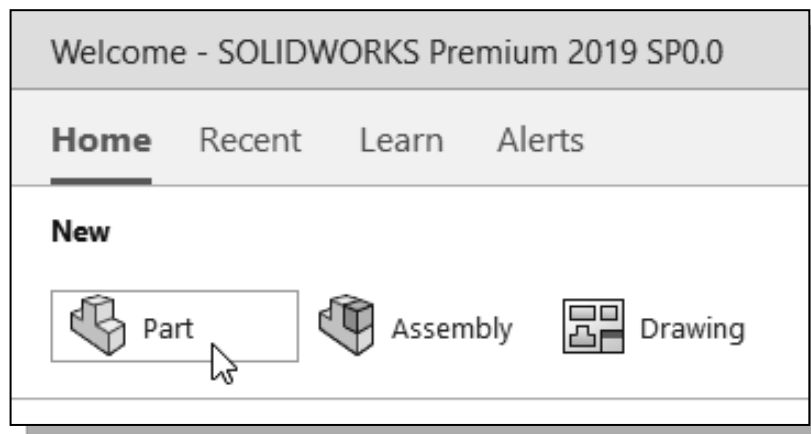 Welcome - SOLIDWORKS Premium 2019 SP0.0
Home Recent Learn Alerts
New
Part Assembly Drawing